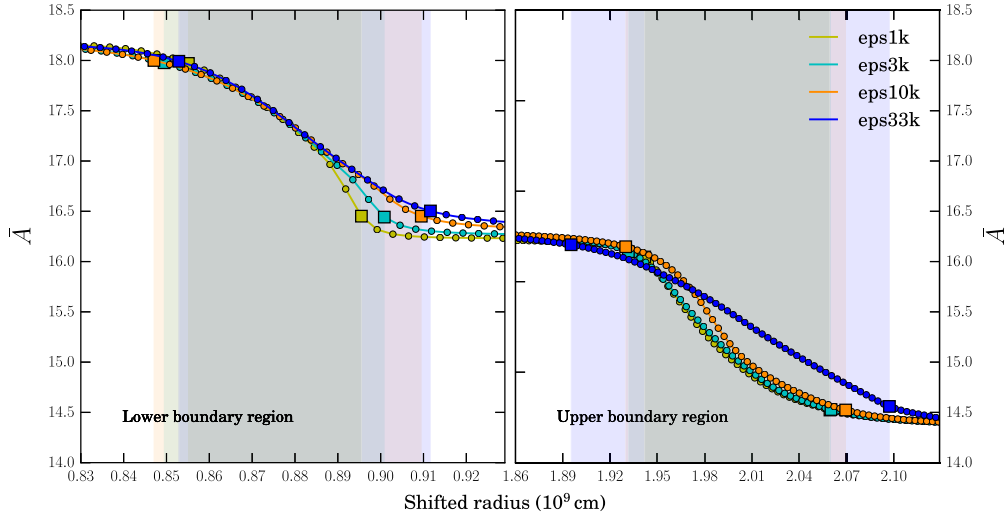 18.5
18.0
17.5
17.0
16.5
16.0
15.5
15.0
14.5
14.0
A̅
0.83 0.84 0.85 0.86 0.87 0.88 0.89 0.90 0.91 0.92
Lower boundary region
eps1k
eps3k
eps10k
eps33k
Upper boundary region
1.86 1.89 1.92 1.95 1.98 2.01 2.04 2.07 2.10
18.5
18.0
17.5
17.0
16.5
16.0
15.5
15.0
14.5
14.0
A̅
Shifted radius (10⁹ cm)